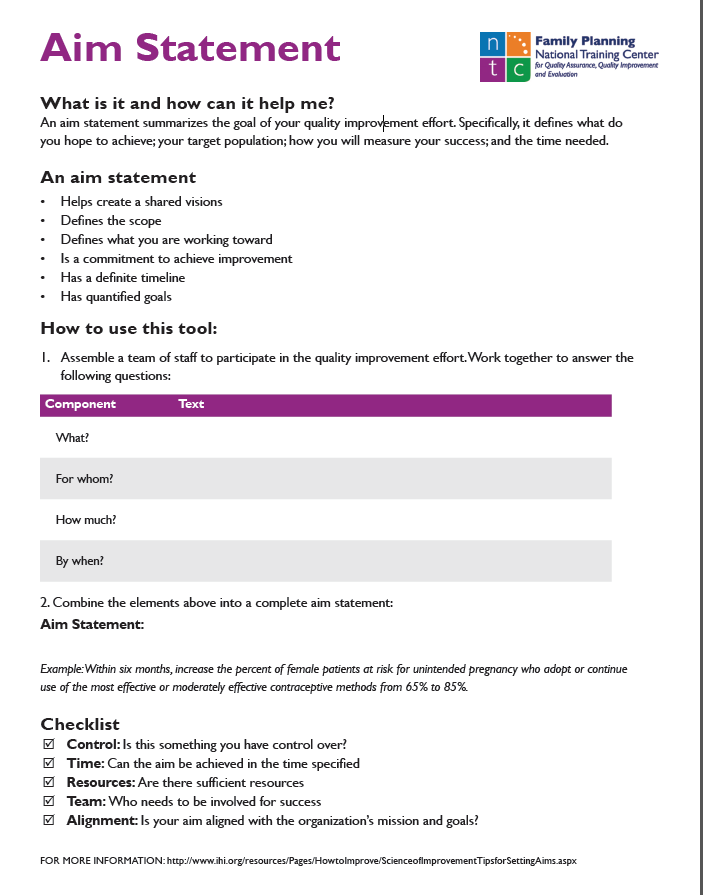 Aim Statement
n
t c
Family Planning
National Training Center
for Quality Assurance, Quality Improvement
and Evaluation
What is it and how can it help me?
An aim statement summarizes the goal of your quality improvement effort. Specifically, it defines what do
you hope to achieve; your target population; how you will measure your success; and the time needed.
An aim statement
• Helps create a shared visions
• Defines the scope
• Defines what you are working toward
• Is a commitment to achieve improvement
• Has a definite timeline
• Has quantified goals
How to use this tool:
1. Assemble a team of staff to participate in the quality improvement effort. Work together to answer the
following questions:
Component Text
What?
For whom?
How much?
By when?
2. Combine the elements above into a complete aim statement:
Aim Statement:
Example: Within six months, increase the percent of female patients at risk for unintended pregnancy who adopt or continue
use of the most effective or moderately effective contraceptive methods from 65% to 85%.
Checklist
☑ Control: Is this something you have control over?
☑ Time: Can the aim be achieved in the time specified
☑ Resources: Are there sufficient resources
☑ Team: Who needs to be involved for success
☑ Alignment: Is your aim aligned with the organization's mission and goals?
FOR MORE INFORMATION: http://www.ihi.org/resources/Pages/HowtoImprove/ScienceofImprovementTipsforSettingAims.aspx